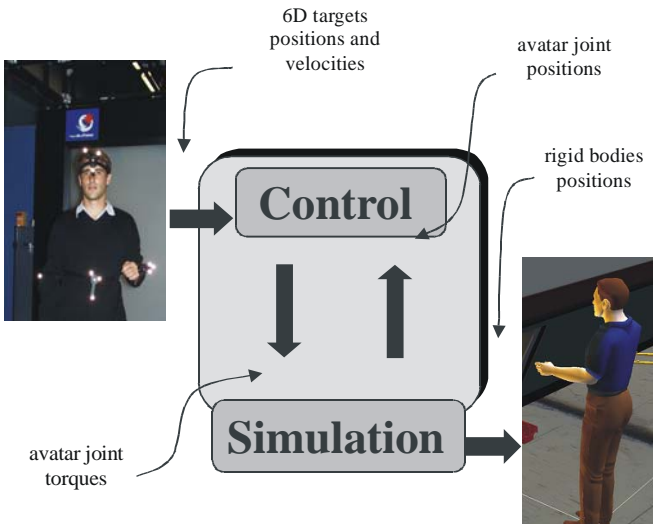 6D targets
positions and
velocities
avatar joint
positions
rigid bodies
positions
Control
Simulation
avatar joint
torques